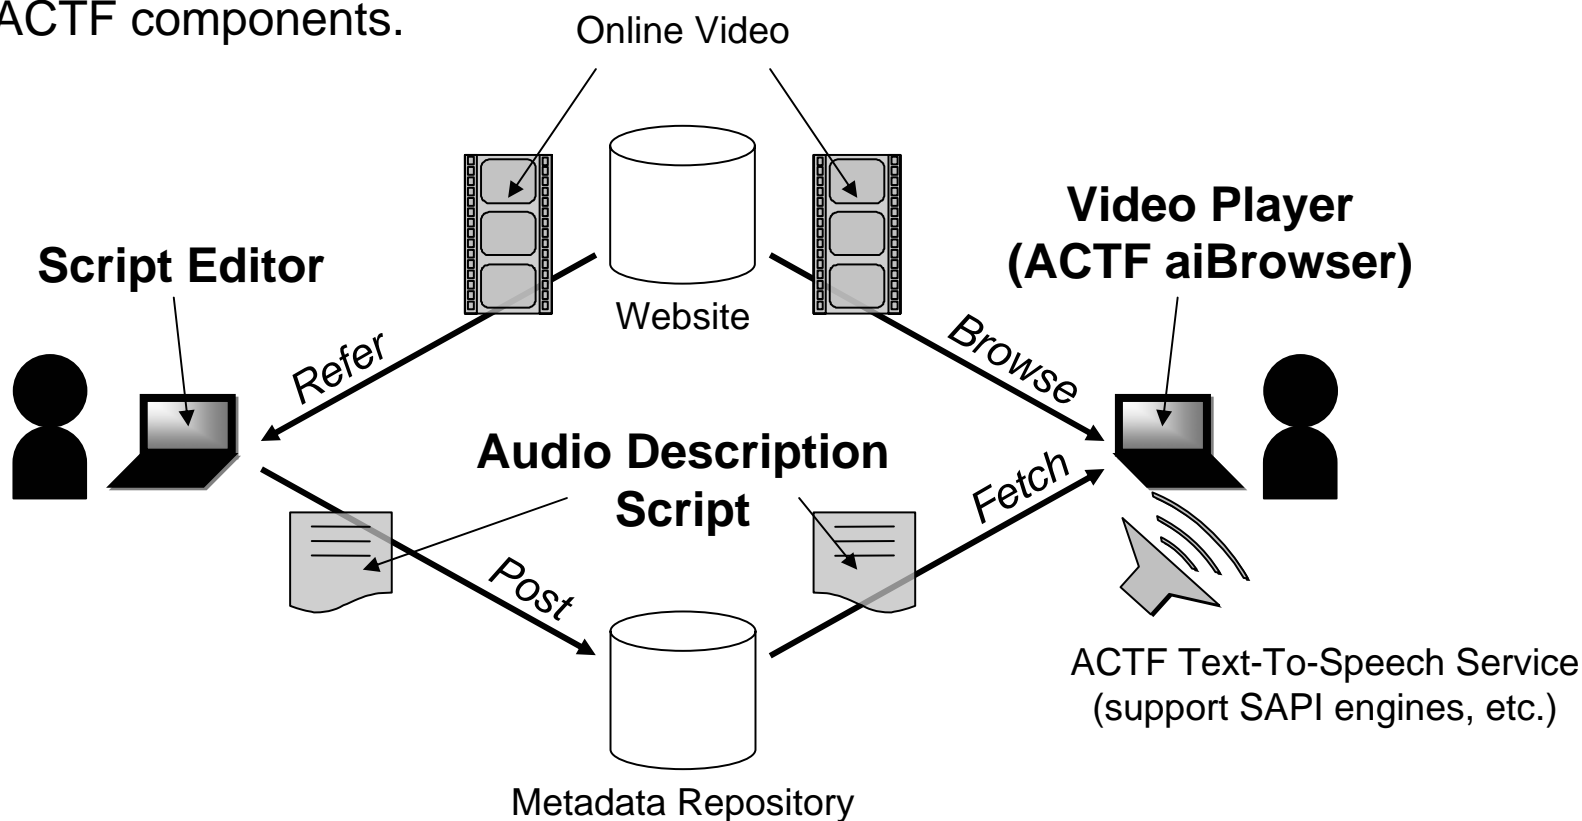 ACTF components.
Online Video
Video Player
(ACTF aiBrowser)
Script Editor
Website
Refer
Browse
Audio Description
Script
Fetch
Post
ACTF Text-To-Speech Service
(support SAPI engines, etc.)
Metadata Repository